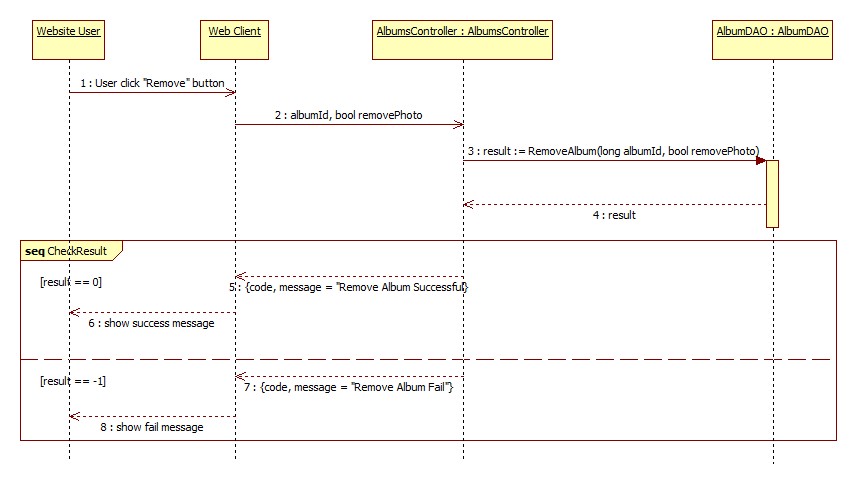 Website User
Web Client
AlbumsController : AlbumsController
AlbumDAO : AlbumDAO
1 : User click "Remove" button
2 : albumId, bool removePhoto
3 : result := RemoveAlbum(long albumId, bool removePhoto)
4 : result
seq CheckResult
[result == 0]
5 : {code, message = "Remove Album Successful}
6 : show success message
[result == -1]
7 : {code, message = "Remove Album Fail"}
8 : show fail message